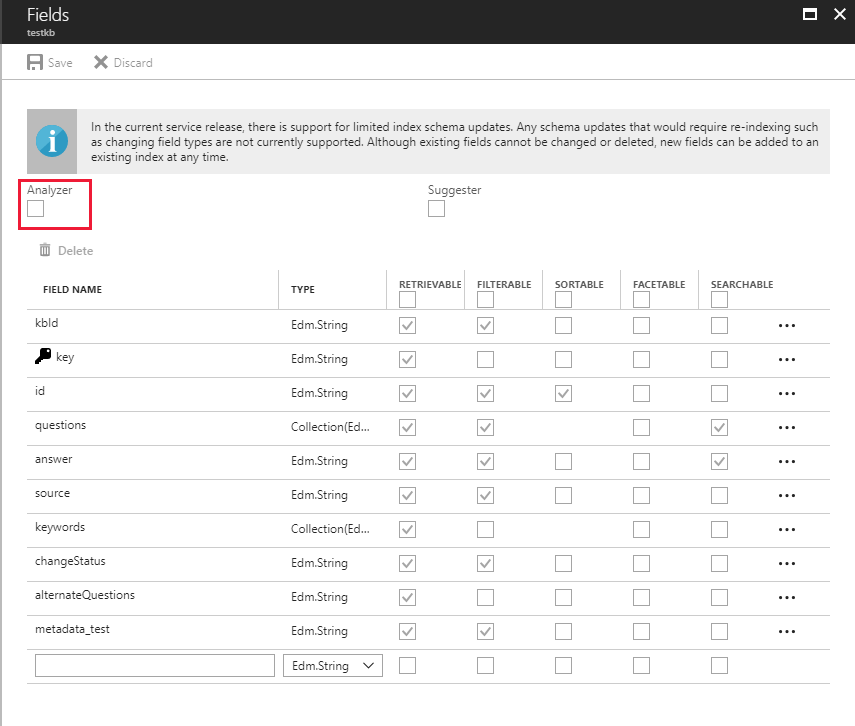 Fields
testkb
Save Discard
In the current service release, there is support for limited index schema updates. Any schema updates that would require re-indexing such
as changing field types are not currently supported. Although existing fields cannot be changed or deleted, new fields can be added to an
existing index at any time.
Analyzer Suggester
Delete
FIELD NAME TYPE RETRIEVABLE FILTERABLE SORTABLE FACETABLE SEARCHABLE
kbId Edm.String
key Edm.String
id Edm.String
questions Collection(Ed...
answer Edm.String
source Edm.String
keywords Collection(Ed...
changeStatus Edm.String
alternateQuestions Edm.String
metadata_test Edm.String
Edm.String